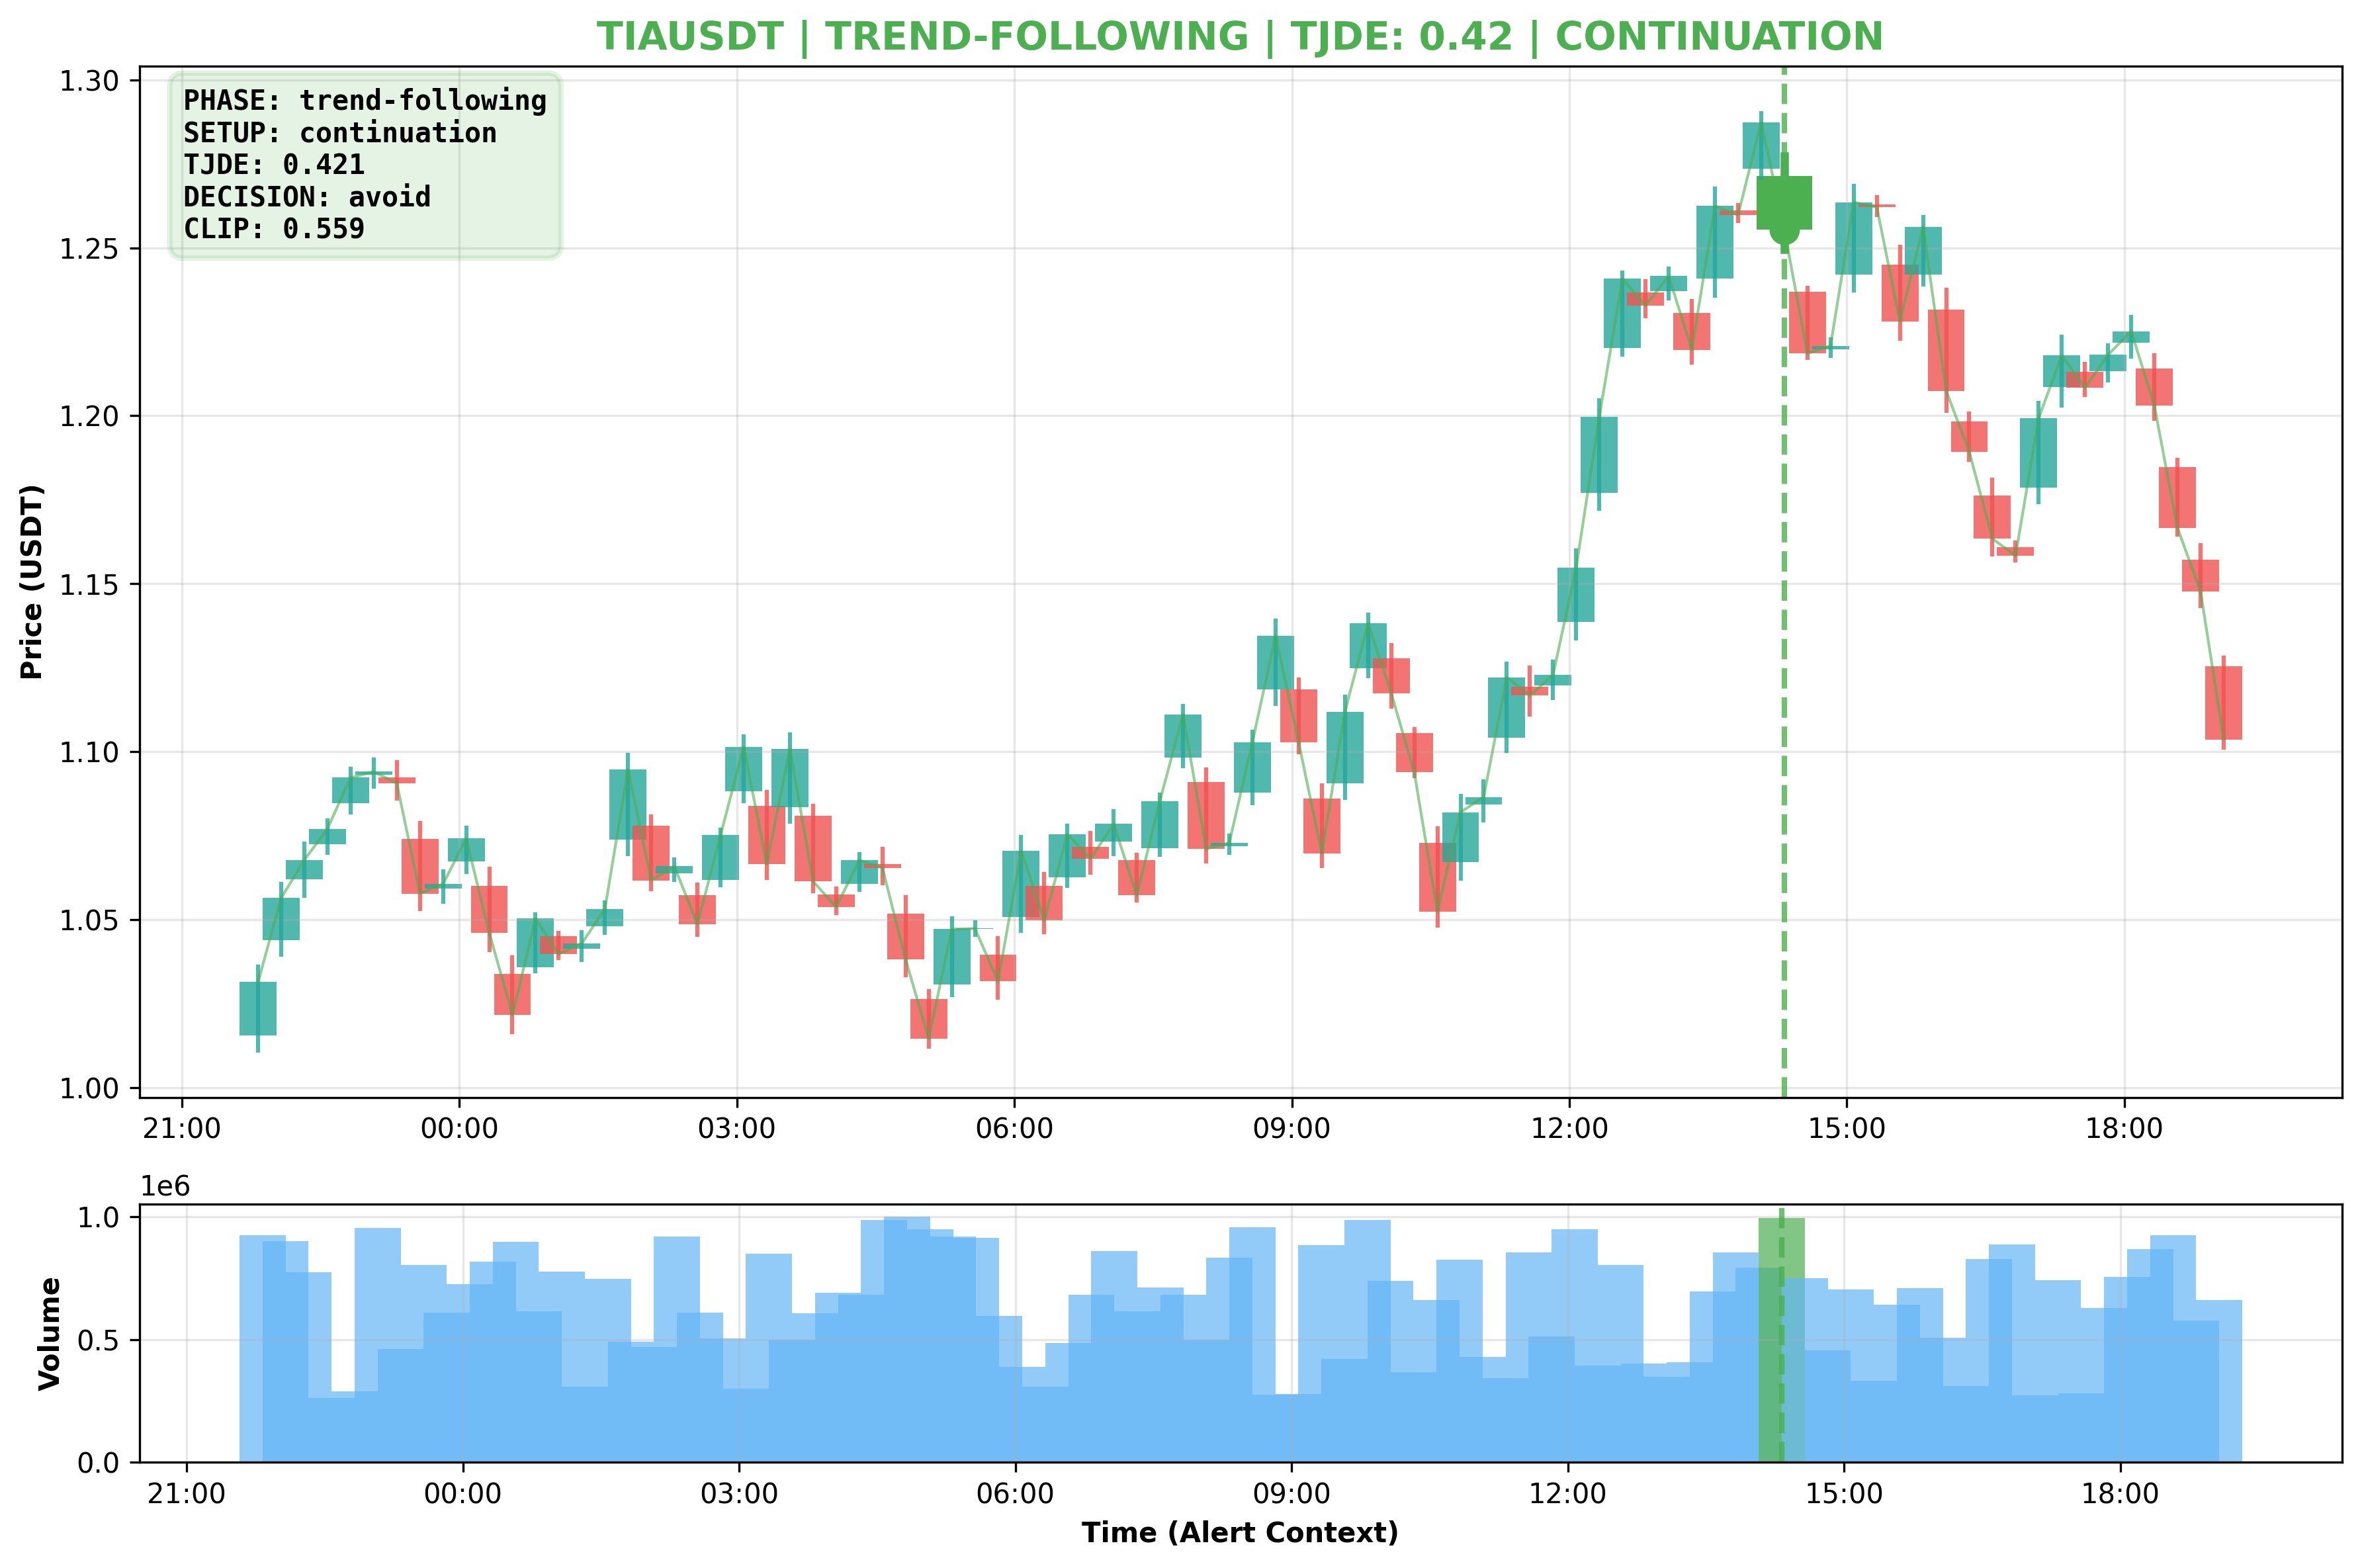 TIAUSDT | TREND-FOLLOWING | TJDE: 0.42 | CONTINUATION
PHASE: trend-following
SETUP: continuation
TJDE: 0.421
DECISION: avoid
CLIP: 0.559
Price (USDT)
1.30
1.25
1.20
1.15
1.10
1.05
1.00
21:00 00:00 03:00 06:00 09:00 12:00 15:00 18:00
1e6
Volume
1.0
0.5
0.0
21:00 00:00 03:00 06:00 09:00 12:00 15:00 18:00
Time (Alert Context)